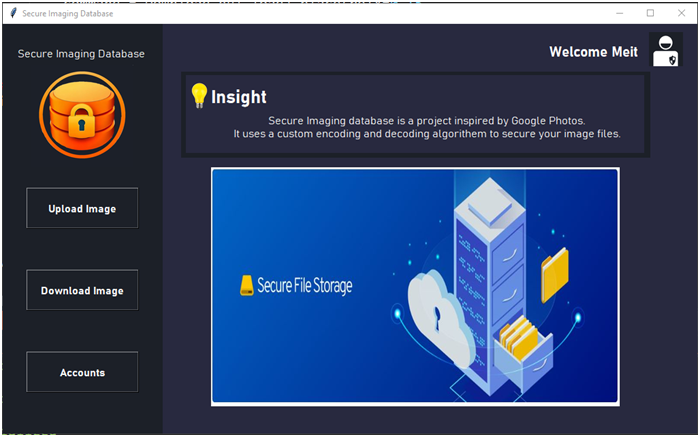 Secure Imaging Database
Secure Imaging Database
Welcome Meit
Insight
Secure Imaging database is a project inspired by Google Photos.
It uses a custom encoding and decoding algorithem to secure your image files.
Upload Image
Download Image
Accounts
Secure File Storage